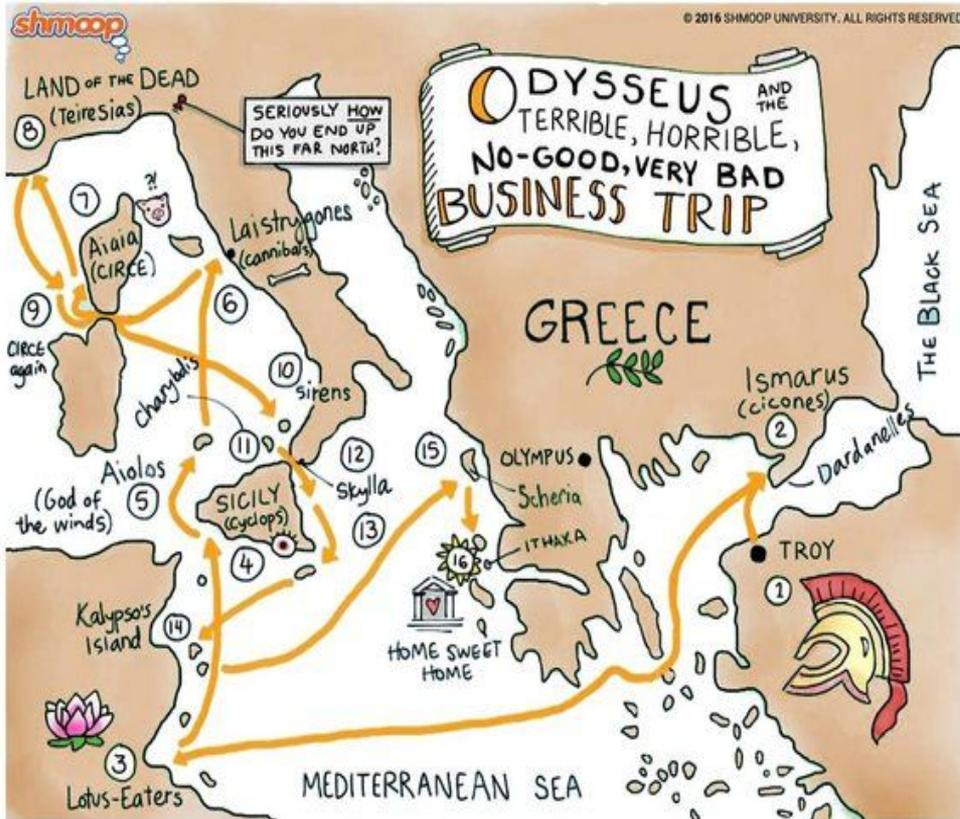 shmoop
© 2016 SHMOOP UNIVERSITY. ALL RIGHTS RESERVED
ODYSSEUS AND THE
TERRIBLE, HORRIBLE,
NO-GOOD, VERY BAD
BUSINESS TRIP
LAND OF THE DEAD
(Teiresias)
8
SERIOUSLY HOW
DO YOU END UP
THIS FAR NORTH?
7
?!
Aiaia
(CIRCE)
Laistrygones
(cannibals)
6
9
CIRCE
again
charybdis
10
sirens
11
12
Skylla
13
Aiolos
(God of
the winds)
5
SICILY
(Cyclops)
4
Kalypso's
Island
14
3
Lotus-Eaters
MEDITERRANEAN SEA
15
Scheria
OLYMPUS
ITHAKA
16
HOME SWEET
HOME
GREECE
Ismarus
(cicones)
2
Dardanelles
THE BLACK SEA
TROY
1